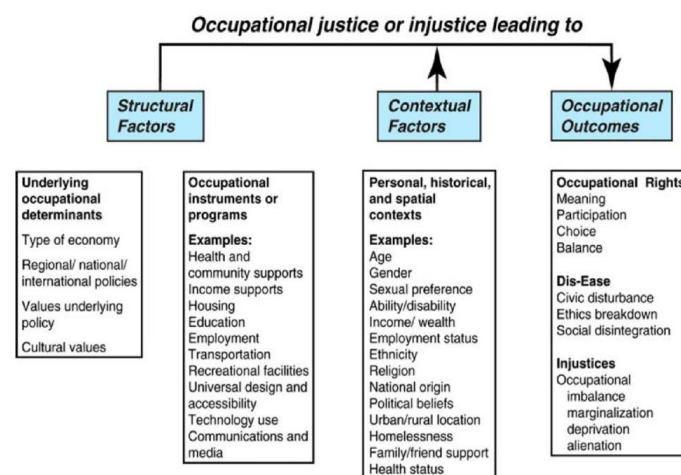 Occupational justice or injustice leading to
Structural
Factors
Contextual
Factors
Occupational
Outcomes
Underlying
occupational
determinants
Type of economy
Regional/ national/
international policies
Values underlying
policy
Cultural values
Occupational
instruments or
programs
Examples:
Health and
community supports
Income supports
Housing
Education
Employment
Transportation
Recreational facilities
Universal design and
accessibility
Technology use
Communications and
media
Personal, historical,
and spatial
contexts
Examples:
Age
Gender
Sexual preference
Ability/disability
Income/ wealth
Employment status
Ethnicity
Religion
National origin
Political beliefs
Urban/rural location
Homelessness
Family/friend support
Health status
Occupational Rights
Meaning
Participation
Choice
Balance
Dis-Ease
Civic disturbance
Ethics breakdown
Social disintegration
Injustices
Occupational
imbalance
marginalization
deprivation
alienation